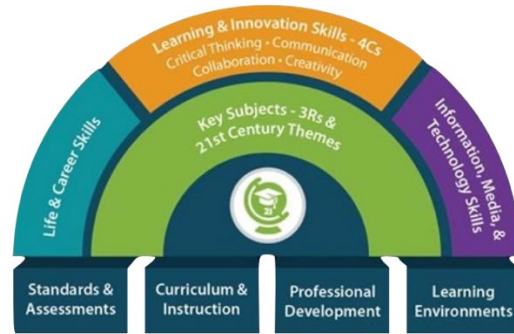 Learning & Innovation Skills - 4Cs
Critical Thinking • Communication
Collaboration • Creativity
Life & Career Skills
Key Subjects - 3Rs &
21st Century Themes
Information, Media, &
Technology Skills
21
Standards &
Assessments
Curriculum &
Instruction
Professional
Development
Learning
Environments